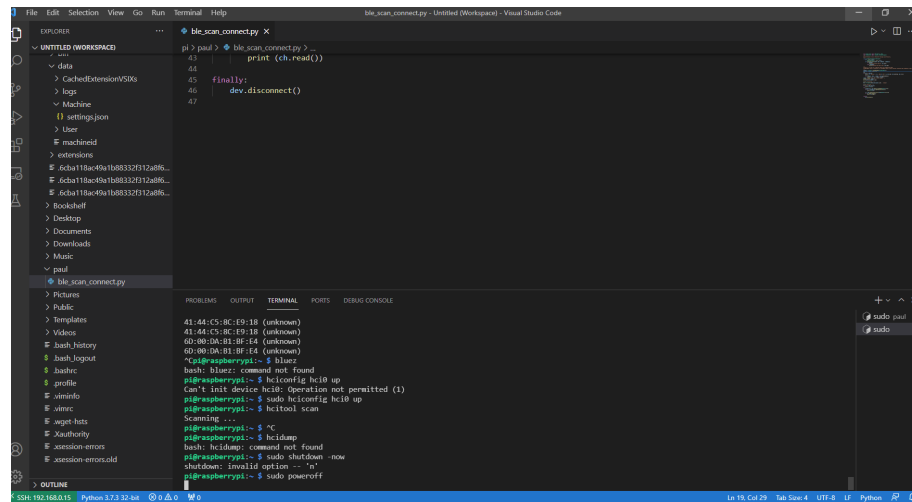 File Edit Selection View Go Run Terminal Help
ble_scan_connect.py - Untitled (Workspace) - Visual Studio Code
EXPLORER
UNTITLED (WORKSPACE)
data
CachedExtensionVSIXs
logs
Machine
{} settings.json
User
machineid
extensions
.6cba118ac49a1b88332f312a8f6...
.6cba118ac49a1b88332f312a8f6...
.6cba118ac49a1b88332f312a8f6...
Bookshelf
Desktop
Documents
Downloads
Music
paul
ble_scan_connect.py
Pictures
Public
Templates
Videos
.bash_history
$ .bash_logout
$ .bashrc
$ .profile
.viminfo
.vimrc
.wget-hsts
.Xauthority
.xsession-errors
.xsession-errors.old
OUTLINE
ble_scan_connect.py ×
pi > paul > ble_scan_connect.py > ...
43 print (ch.read())
44
45 finally:
46 dev.disconnect()
47
PROBLEMS OUTPUT TERMINAL PORTS DEBUG CONSOLE
41:44:C5:8C:E9:18 (unknown)
41:44:C5:8C:E9:18 (unknown)
6D:00:DA:B1:BF:E4 (unknown)
6D:00:DA:B1:BF:E4 (unknown)
^Cpi@raspberrypi:~ $ bluez
bash: bluez: command not found
pi@raspberrypi:~ $ hciconfig hci0 up
Can't init device hci0: Operation not permitted (1)
pi@raspberrypi:~ $ sudo hciconfig hci0 up
pi@raspberrypi:~ $ hcitool scan
Scanning ...
pi@raspberrypi:~ $ ^C
pi@raspberrypi:~ $ hcidump
bash: hcidump: command not found
pi@raspberrypi:~ $ sudo shutdown -now
shutdown: invalid option -- 'n'
pi@raspberrypi:~ $ sudo poweroff
sudo paul
sudo
SSH: 192.168.0.15 Python 3.7.3 32-bit 0 0 0
Ln 19, Col 29 Tab Size: 4 UTF-8 LF Python